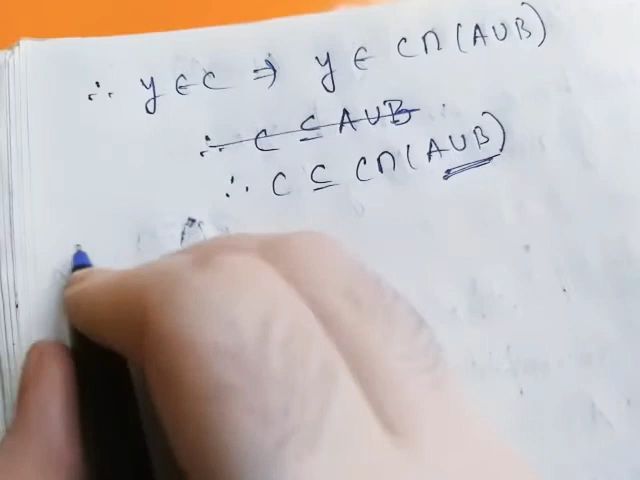 ∴ y ∈ C ⇒ y ∈ C∩(A∪B)
∴ C ⊆ A∪B
∴ C ⊆ C∩(A∪B)